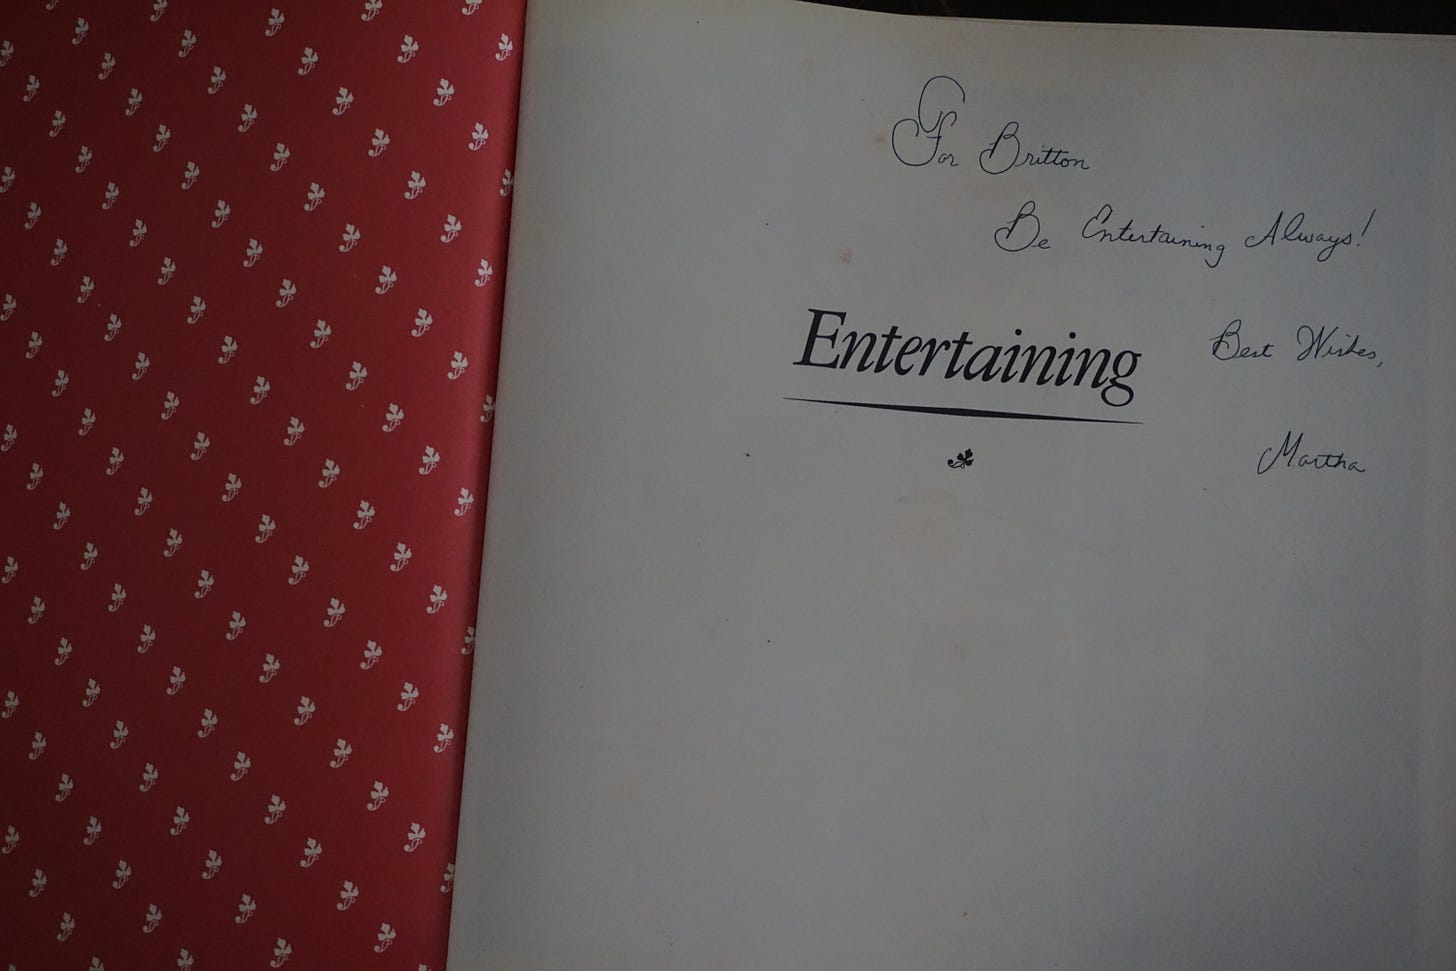 For Britton
Be Entertaining Always!
Entertaining
Best Wishes,
Martha